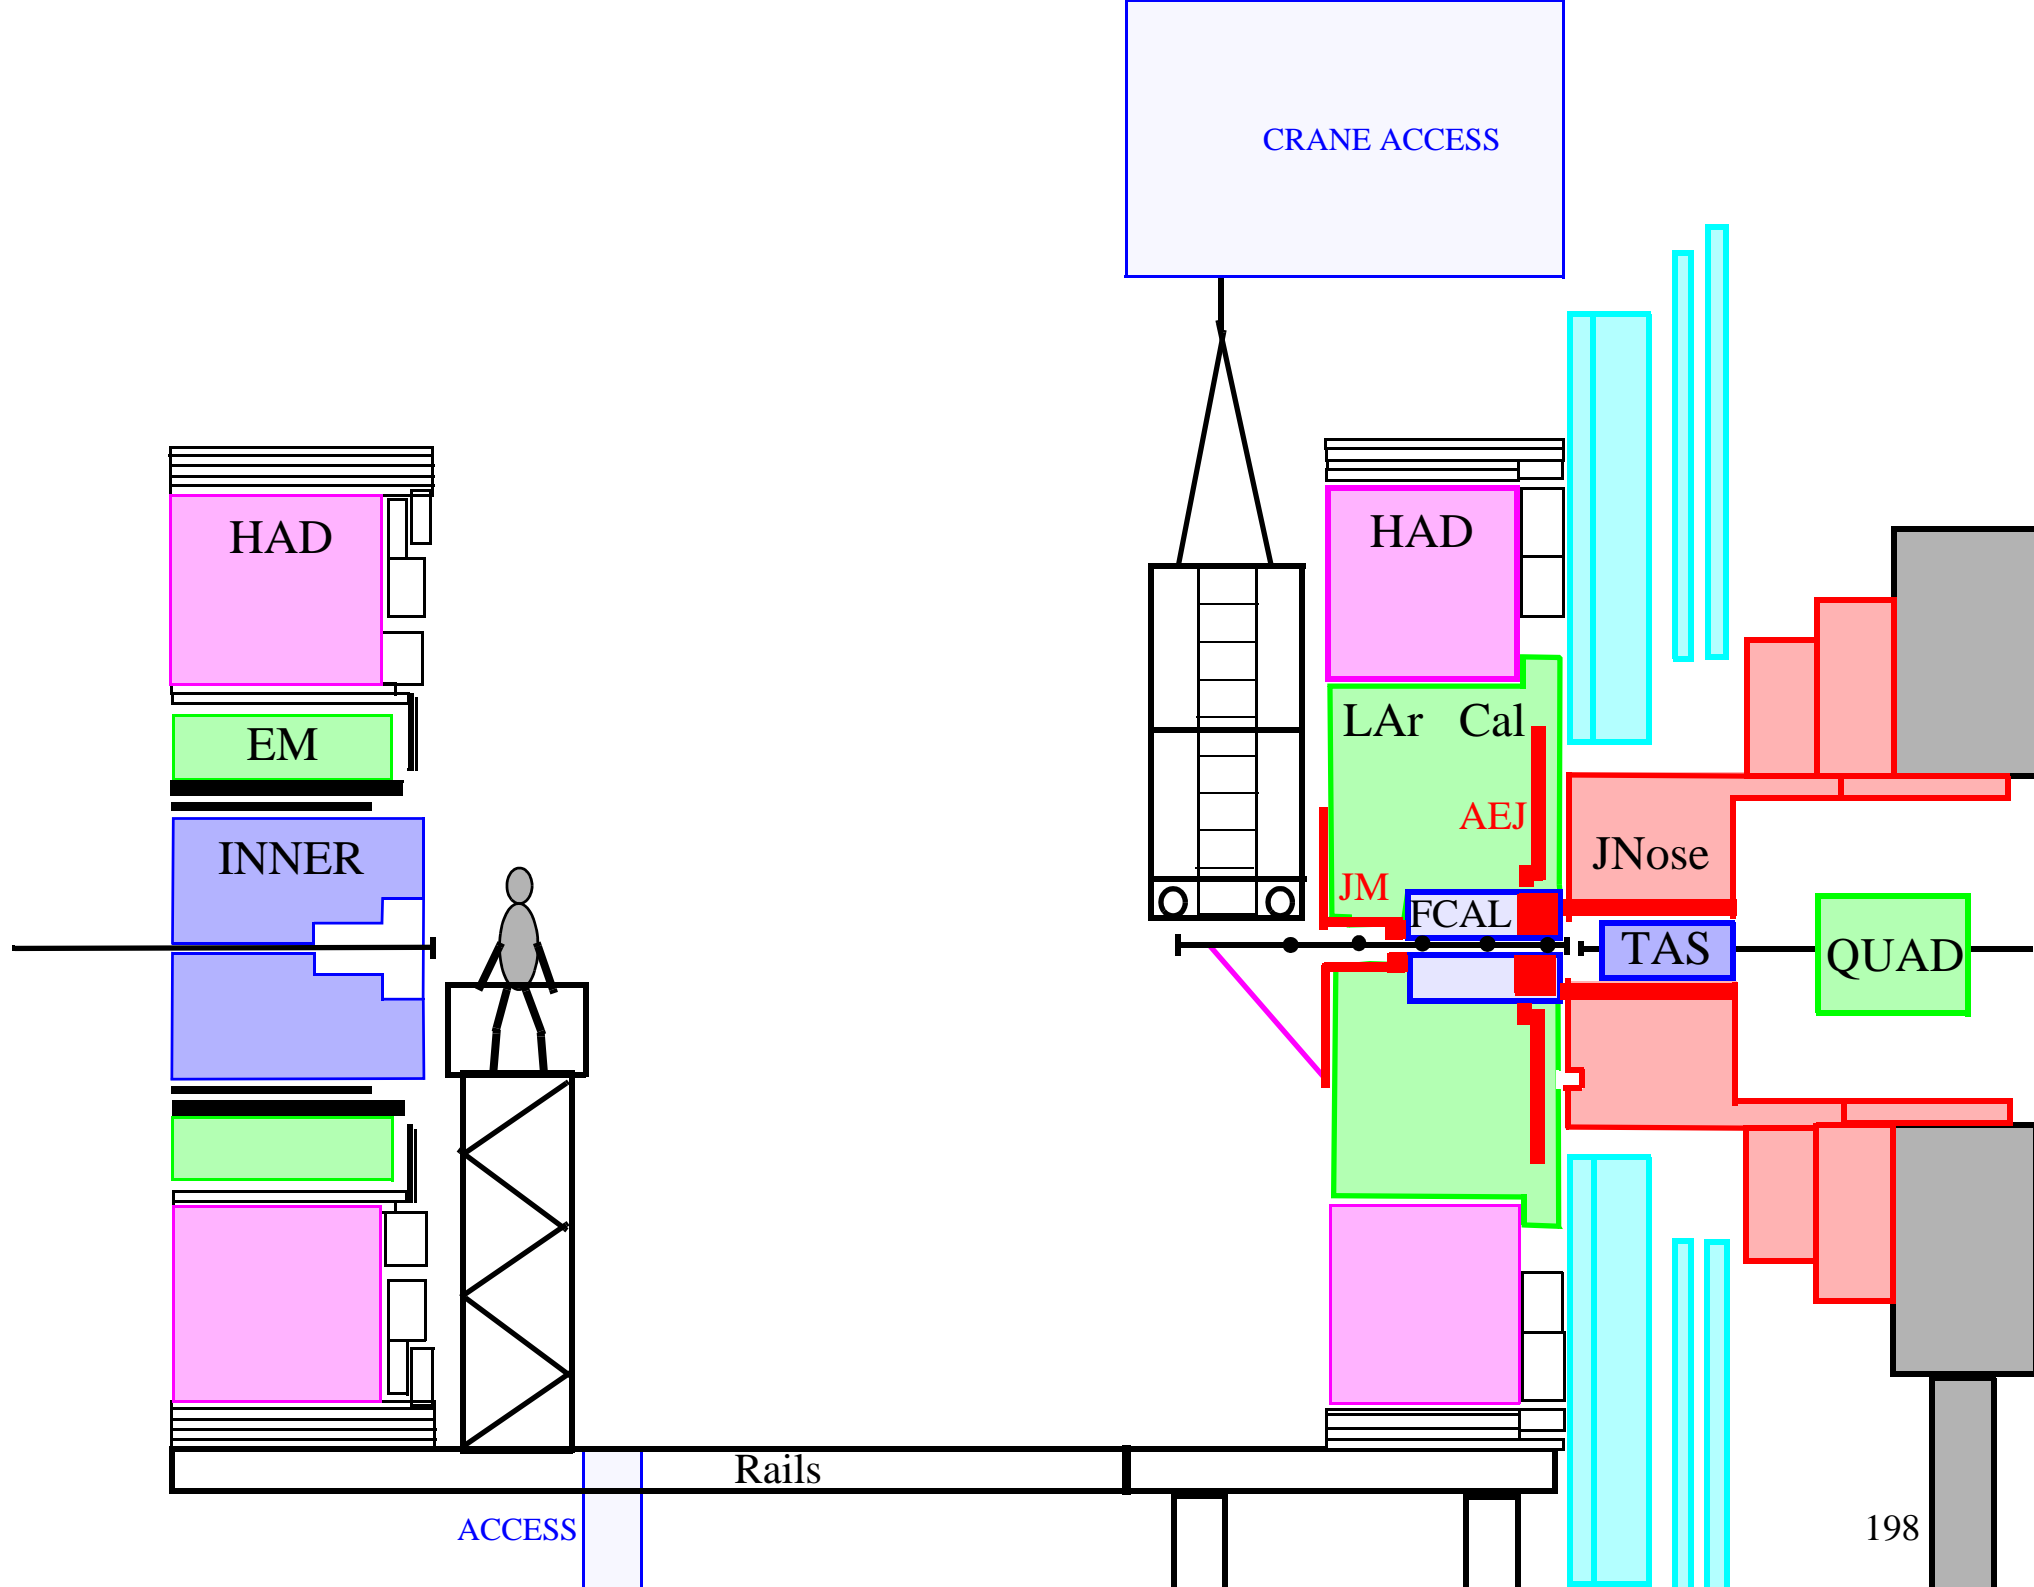 CRANE ACCESS
HAD
HAD
EM
LAr Cal
AEJ
INNER
JNose
JM
FCAL
TAS
QUAD
Rails
ACCESS
198